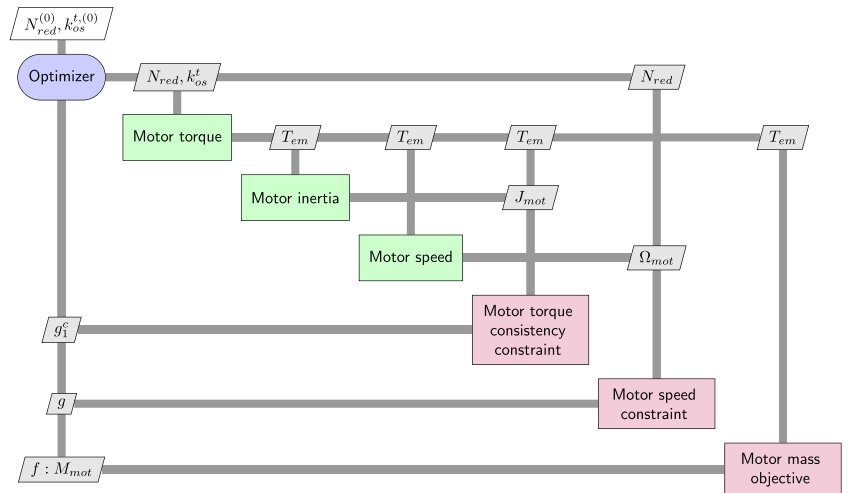 N_{red}^{(0)}, k_{os}^{t,(0)}
Optimizer
N_{red}, k_{os}^{t}
N_{red}
Motor torque
T_{em}
T_{em}
T_{em}
T_{em}
Motor inertia
J_{mot}
Motor speed
Ω_{mot}
g_1^c
Motor torque
consistency
constraint
g
Motor speed
constraint
f : M_{mot}
Motor mass
objective